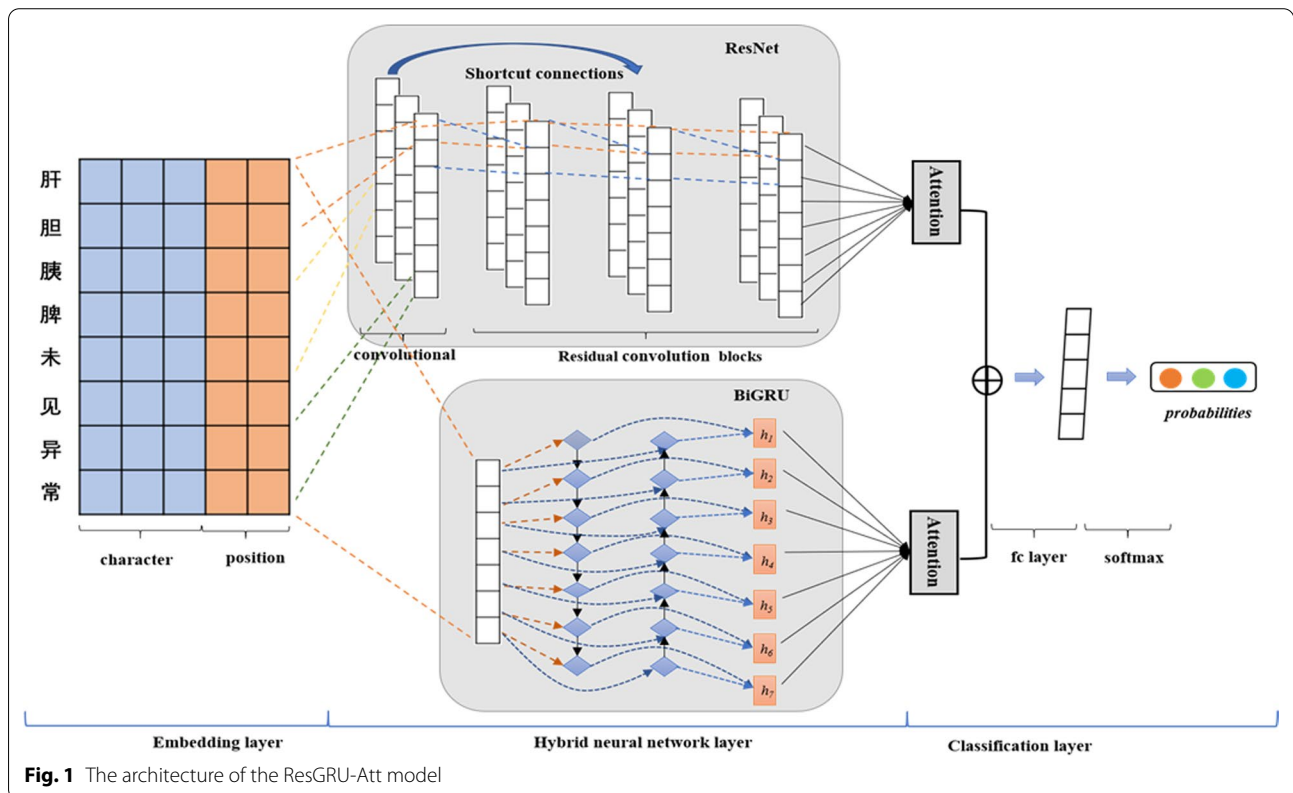 ResNet
Shortcut connections
肝
胆
胰
脾
未
见
异
常
character
position
convolutional
Residual convolution blocks
Attention
BiGRU
h1
h2
h3
h4
h5
h6
h7
Attention
fc layer
softmax
probabilities
Embedding layer
Hybrid neural network layer
Classification layer
Fig. 1 The architecture of the ResGRU-Att model